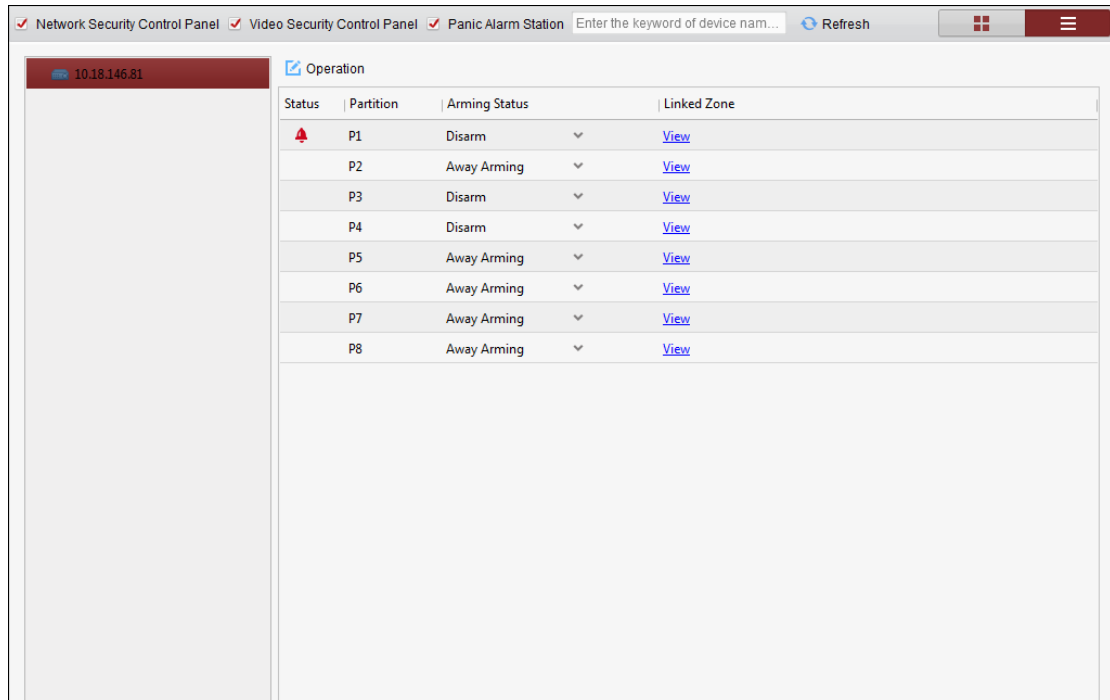 Network Security Control Panel Video Security Control Panel Panic Alarm Station Enter the keyword of device nam... Refresh
10.18.146.81
Operation
Status Partition Arming Status Linked Zone
P1 Disarm View
P2 Away Arming View
P3 Disarm View
P4 Disarm View
P5 Away Arming View
P6 Away Arming View
P7 Away Arming View
P8 Away Arming View